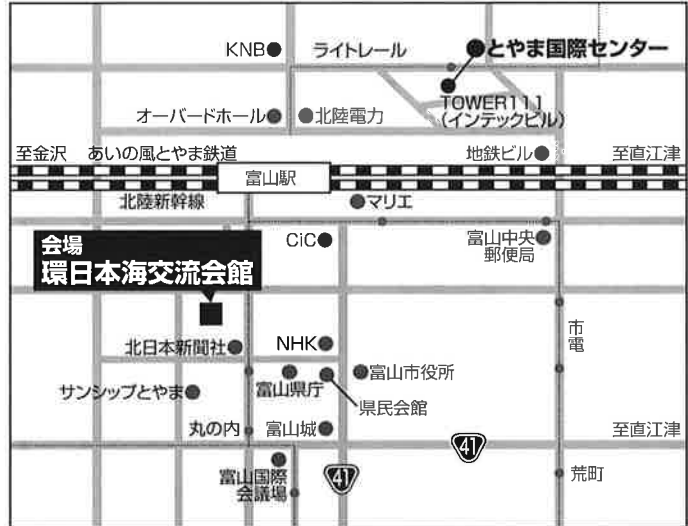 KNB
ライトレール
とやま国際センター
TOWER111
(インテックビル)
オーバードホール
北陸電力
至金沢
あいの風とやま鉄道
地鉄ビル
至直江津
富山駅
北陸新幹線
マリエ
CiC
富山中央
郵便局
会場
環日本海交流会館
市電
北日本新聞社
NHK
富山県庁
富山市役所
サンシップとやま
県民会館
丸の内
富山城
至直江津
41
富山国際
会議場
41
荒町